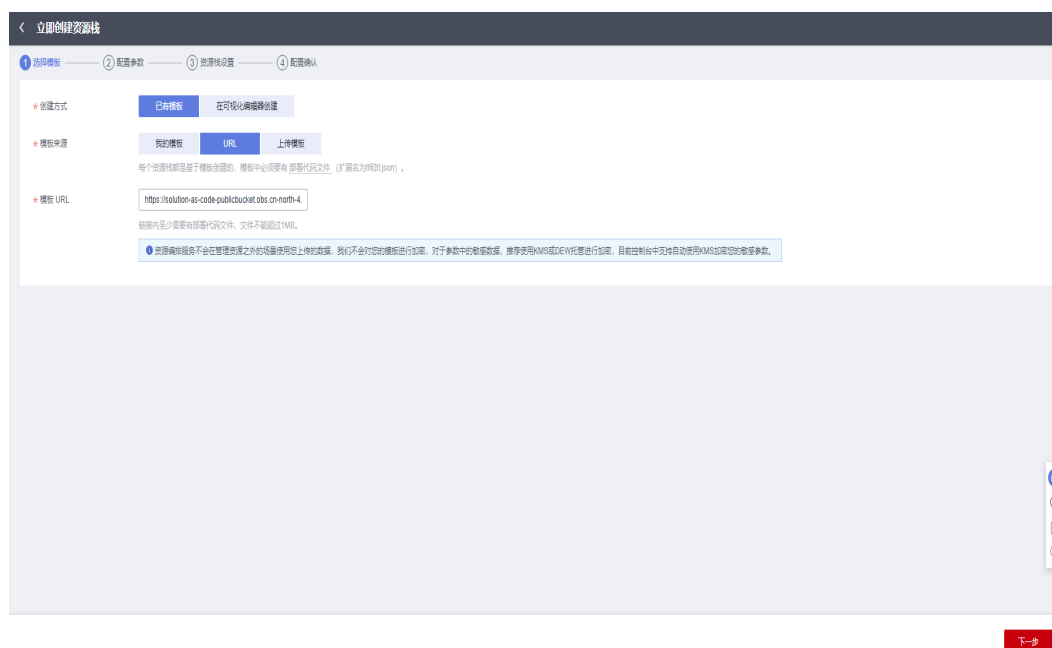 立即创建资源栈
1 选择模板 2 配置参数 3 资源栈设置 4 配置确认
* 创建方式 已有模板 在可视化编辑器创建
* 模板来源 我的模板 URL 上传模板
每个资源栈都是基于模板创建的，模板中必须要有 部署代码文件 （扩展名为tf和tf.json）。
* 模板 URL https://solution-as-code-publicbucket.obs.cn-north-4.
链接内至少需要有部署代码文件，文件不能超过1MB。
资源编排服务不会在管理资源之外的场景使用您上传的数据，我们不会对您的模板进行加密，对于参数中的敏感数据，推荐使用KMS或DEW托管进行加密，目前控制台中支持自动使用KMS加密您的敏感参数。
下一步